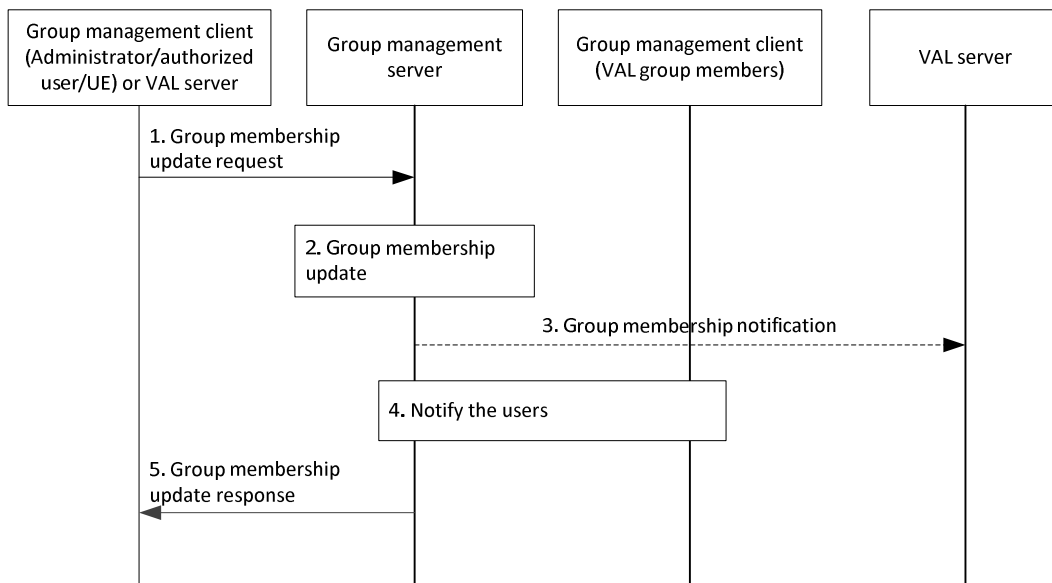 Group management client
(Administrator/authorized
user/UE) or VAL server
Group management
server
Group management client
(VAL group members)
VAL server
1. Group membership
update request
2. Group membership
update
3. Group membership notification
4. Notify the users
5. Group membership
update response